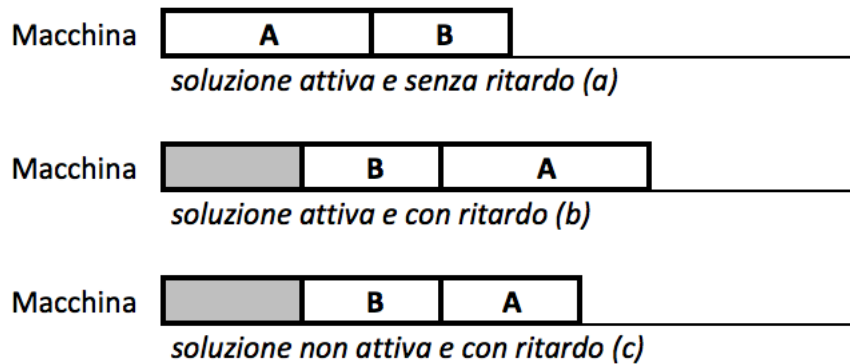 Macchina A B
soluzione attiva e senza ritardo (a)
Macchina B A
soluzione attiva e con ritardo (b)
Macchina B A
soluzione non attiva e con ritardo (c)